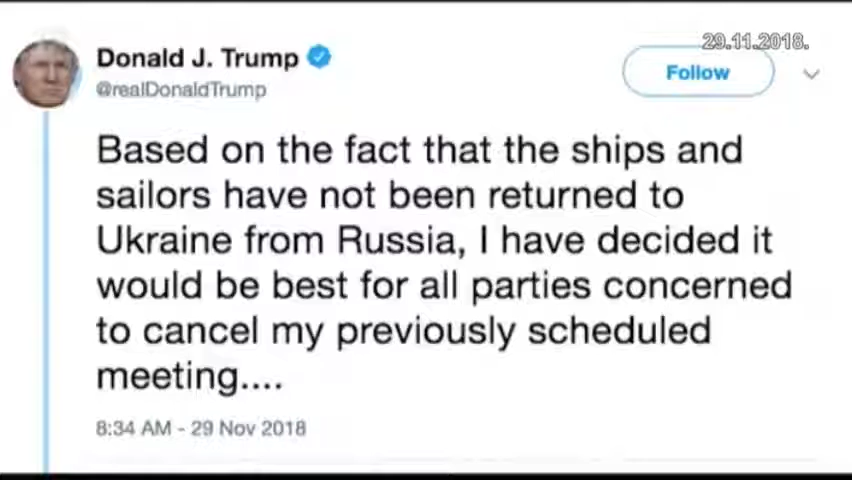 29.11.2018.
Donald J. Trump
Follow
@realDonaldTrump
Based on the fact that the ships and
sailors have not been returned to
Ukraine from Russia, I have decided it
would be best for all parties concerned
to cancel my previously scheduled
meeting....
8:34 AM - 29 Nov 2018